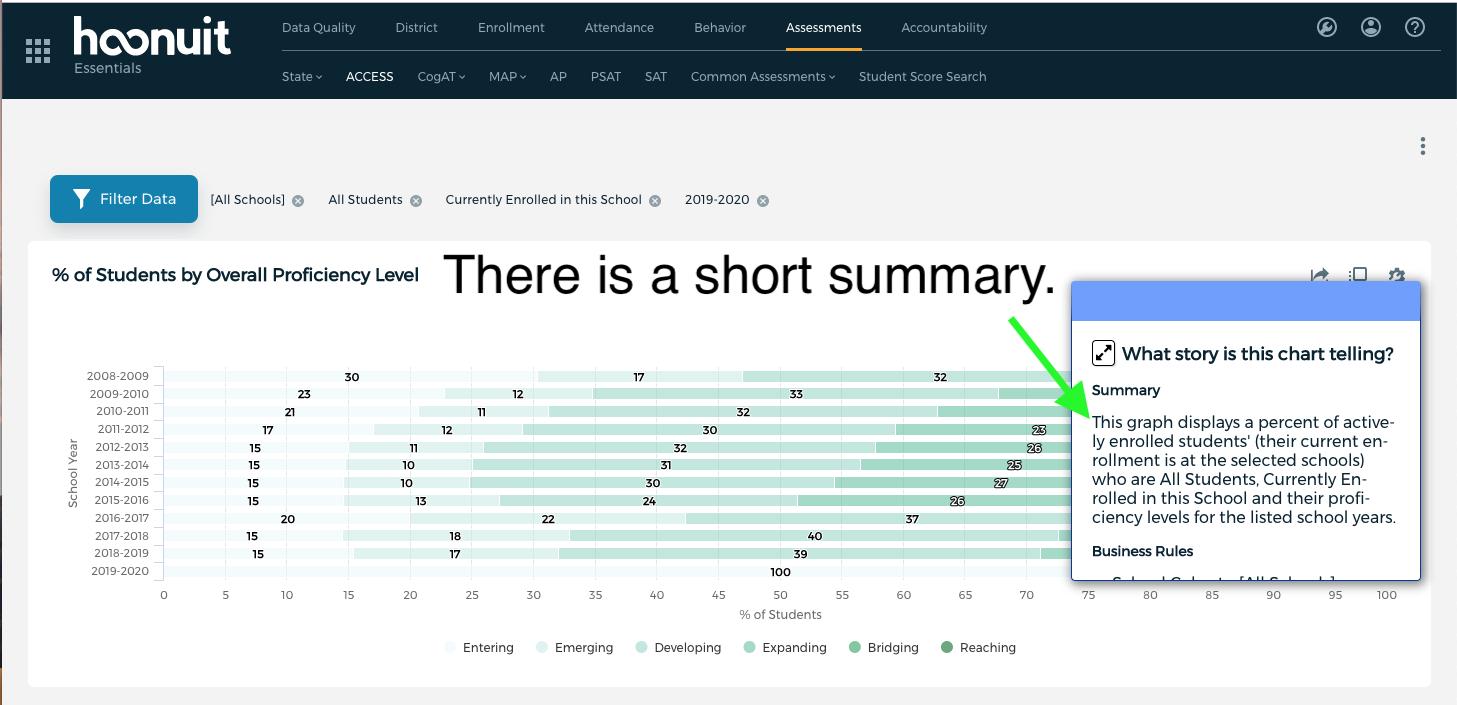 hoonuit
Essentials
Data Quality District Enrollment Attendance Behavior Assessments Accountability
State ACCESS CogAT MAP AP PSAT SAT Common Assessments Student Score Search
Filter Data [All Schools] All Students Currently Enrolled in this School 2019-2020
% of Students by Overall Proficiency Level
There is a short summary.
What story is this chart telling?
Summary
This graph displays a percent of active-
ly enrolled students' (their current en-
rollment is at the selected schools)
who are All Students, Currently En-
rolled in this School and their profi-
ciency levels for the listed school years.
Business Rules
School Year
2008-2009 30 17 32
2009-2010 23 12 33
2010-2011 21 11 32
2011-2012 17 12 30 23
2012-2013 15 11 32 26
2013-2014 15 10 31 25
2014-2015 15 10 30 27
2015-2016 15 13 24 26
2016-2017 20 22 37
2017-2018 15 18 40
2018-2019 15 17 39
2019-2020 100
0 5 10 15 20 25 30 35 40 45 50 55 60 65 70 75 80 85 90 95 100
% of Students
Entering Emerging Developing Expanding Bridging Reaching